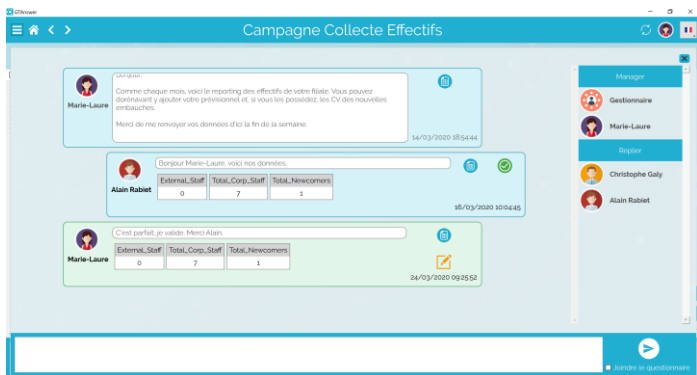 GTAnswer
Campagne Collecte Effectifs
Bonjour,
Comme chaque mois, voici le reporting des effectifs de votre filiale. Vous pouvez
dorénavant y ajouter votre prévisionnel et, si vous les possédez, les CV des nouvelles
embauches.
Merci de me renvoyer vos données d'ici la fin de la semaine.
Marie-Laure
14/03/2020 18:54:44
Bonjour Marie-Laure, voici nos données.
Alain Rabiet
External_Staff Total_Corp_Staff Total_Newcomers
0 7 1
16/03/2020 10:04:45
C'est parfait, je valide. Merci Alain.
Marie-Laure
External_Staff Total_Corp_Staff Total_Newcomers
0 7 1
24/03/2020 09:25:52
Manager
Gestionnaire
Marie-Laure
Replier
Christophe Galy
Alain Rabiet
Joindre le questionnaire